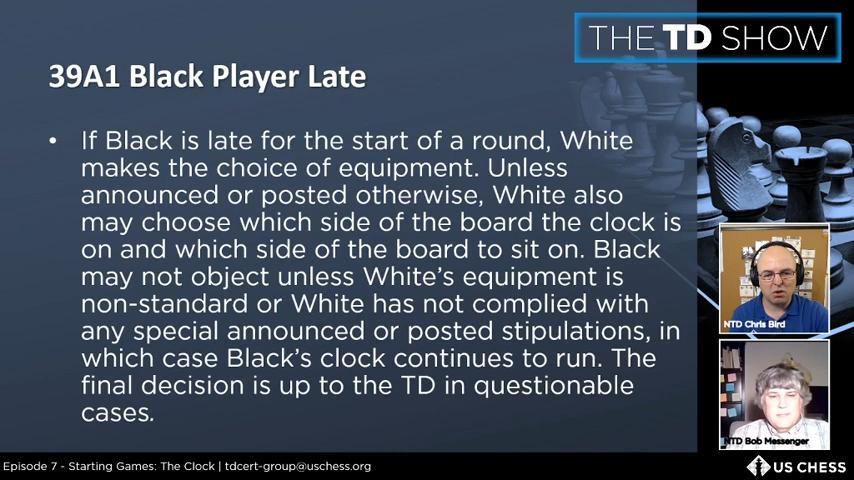 THE TD SHOW
39A1 Black Player Late
• If Black is late for the start of a round, White
makes the choice of equipment. Unless
announced or posted otherwise, White also
may choose which side of the board the clock is
on and which side of the board to sit on. Black
may not object unless White's equipment is
non-standard or White has not complied with
any special announced or posted stipulations, in
which case Black's clock continues to run. The
final decision is up to the TD in questionable
cases.
NTD Chris Bird
NTD Bob Messenger
Episode 7 - Starting Games: The Clock | tdcert-group@uschess.org
US CHESS